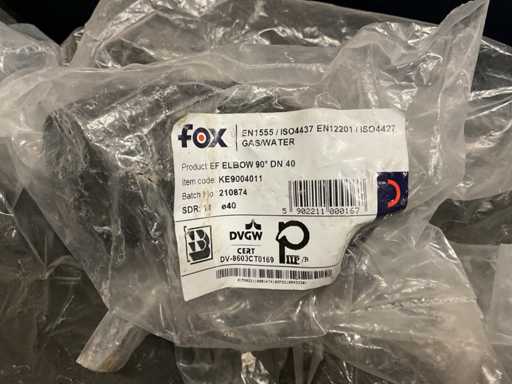 fox
EN1555 / ISO4437 EN12201 / ISO4427
GAS/WATER
Product: EF ELBOW 90° DN 40
Item code: KE9004011
Batch No. 210874
SDR: 11 ø40
5 902211 000167
DVGW
CERT
DV-8603CT0169
B